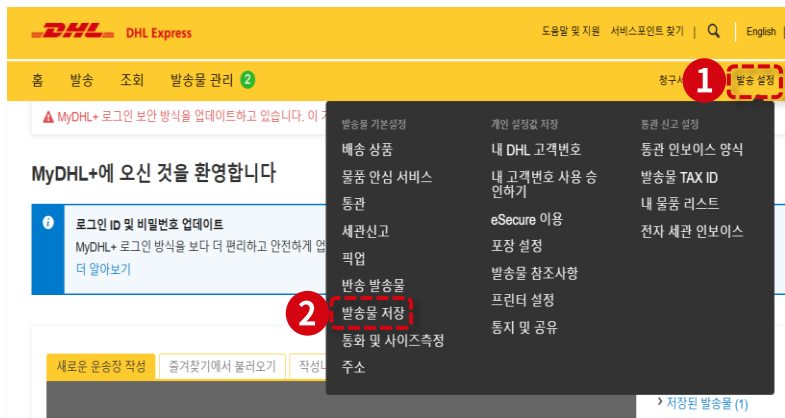 DHL DHL Express
도움말 및 지원 서비스포인트 찾기 | English |
홈 발송 조회 발송물 관리 2
1 발송 설정
MyDHL+ 로그인 보안 방식을 업데이트하고 있습니다. 이
MyDHL+에 오신 것을 환영합니다
로그인 ID 및 비밀번호 업데이트
MyDHL+ 로그인 방식을 보다 더 편리하고 안전하게 업
더 알아보기
발송물 기본설정
배송 상품
물품 안심 서비스
통관
세관신고
픽업
반송 발송물
2 발송물 저장
통화 및 사이즈측정
주소
개인 설정값 저장
내 DHL 고객번호
내 고객번호 사용 승
인하기
eSecure 이용
포장 설정
발송물 참조사항
프린터 설정
통지 및 공유
통관 신고 설정
통관 인보이스 양식
발송물 TAX ID
내 물품 리스트
전자 세관 인보이스
새로운 운송장 작성 즐겨찾기에서 불러오기
저장된 발송물 (1)